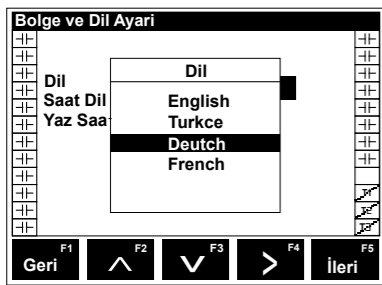 Bolge ve Dil Ayari
Dil
Dil
Saat Dil
Yaz Saa
English
Turkce
Deutch
French
F1 F2 F3 F4 F5
Geri İleri